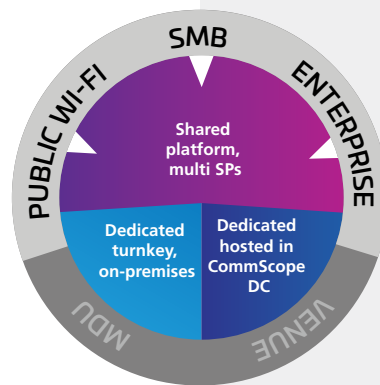 SMB
PUBLIC WI-FI
ENTERPRISE
Shared
platform,
multi SPs
Dedicated
turnkey,
on-premises
Dedicated
hosted in
CommScope
DC
MDU
VENUE